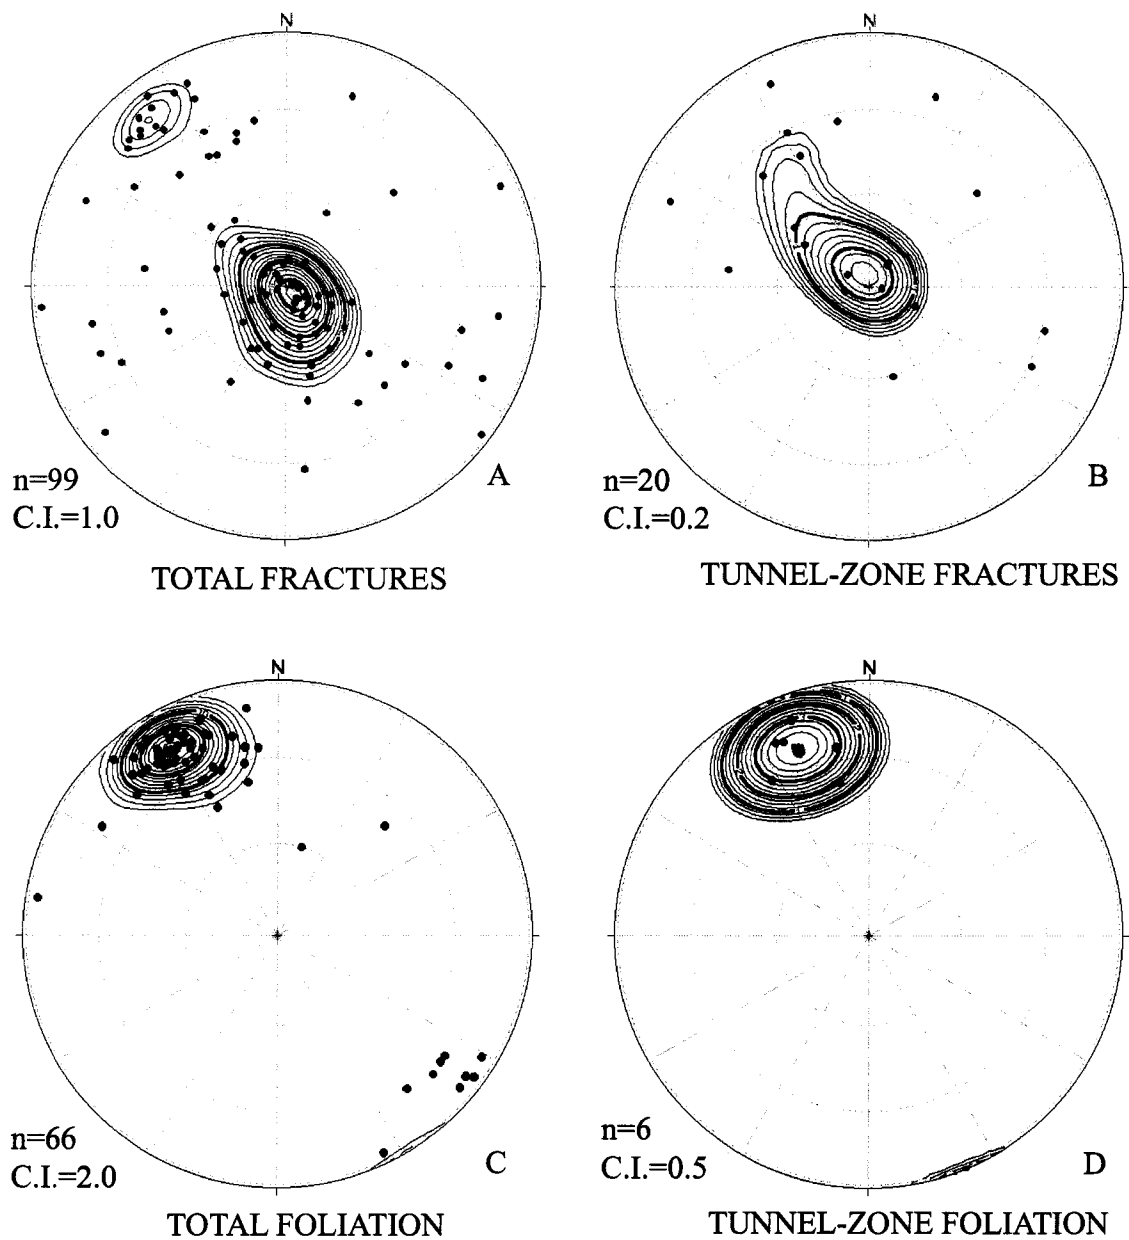 N
A
n=99
C.I.=1.0
TOTAL FRACTURES
N
B
n=20
C.I.=0.2
TUNNEL-ZONE FRACTURES
N
C
n=66
C.I.=2.0
TOTAL FOLIATION
N
D
n=6
C.I.=0.5
TUNNEL-ZONE FOLIATION